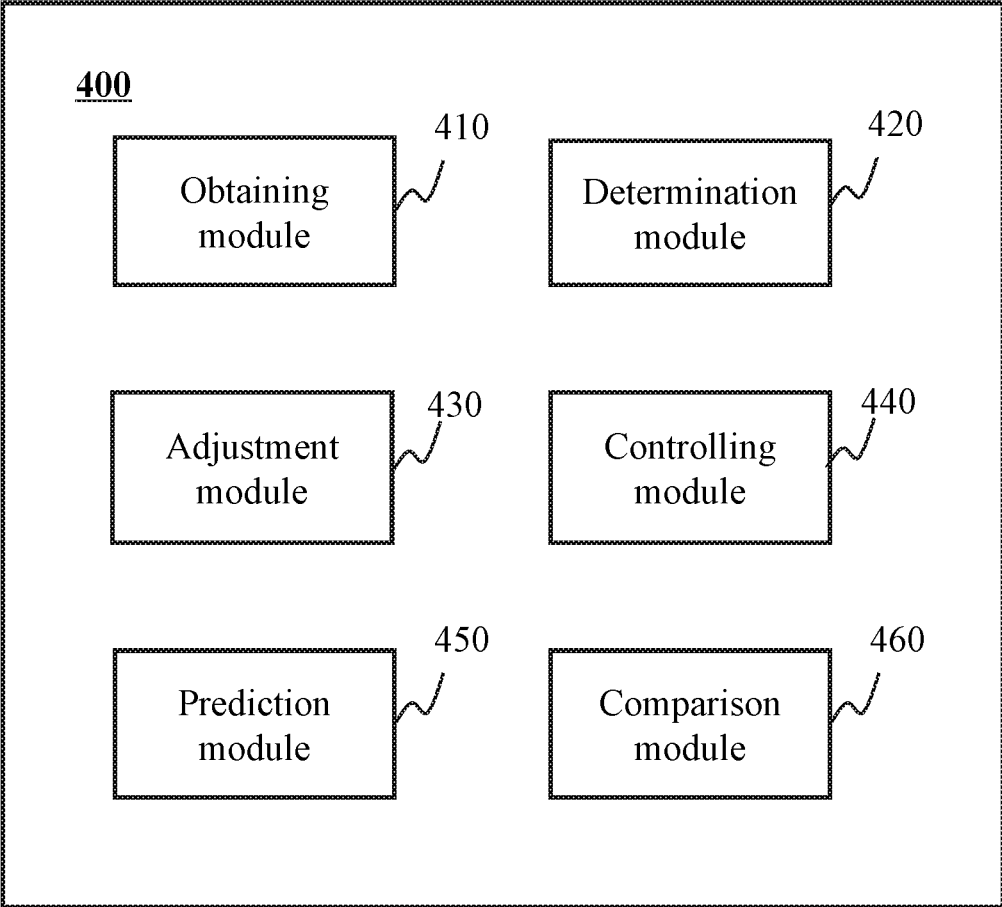 400
410
Obtaining
module
420
Determination
module
430
Adjustment
module
440
Controlling
module
450
Prediction
module
460
Comparison
module